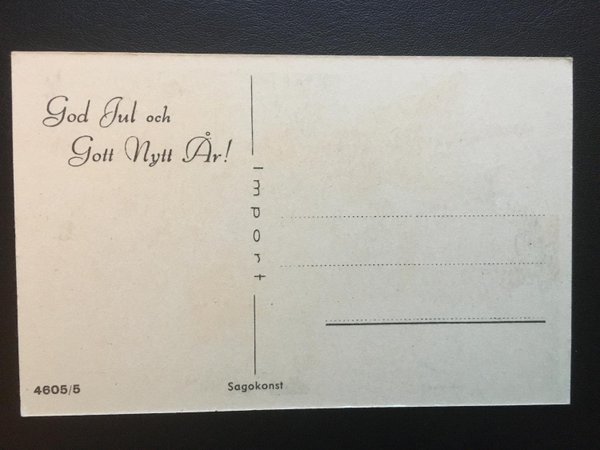 God Jul och
Gott Nytt År!
Import
4605/5
Sagokonst